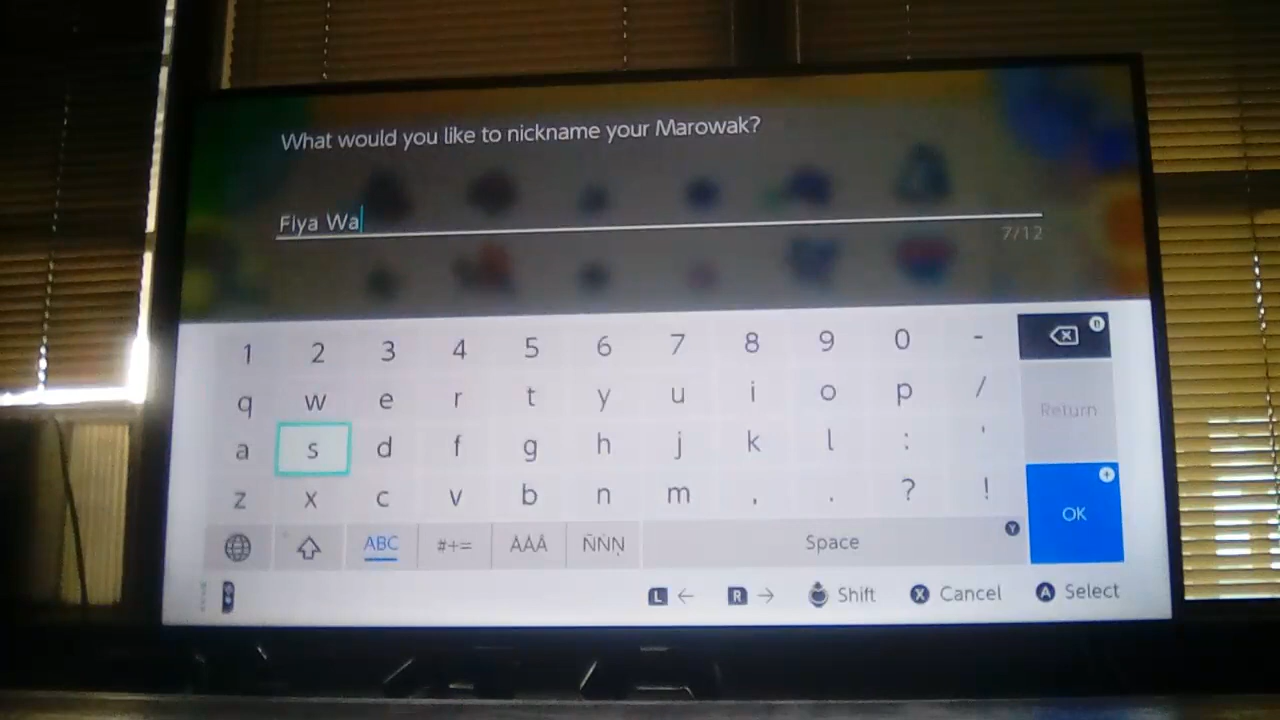 What would you like to nickname your Marowak?
Fiya Wa
7/12
1 2 3 4 5 6 7 8 9 0 -
q w e r t y u i o p /
Return
a s d f g h j k l : '
z x c v b n m , . ? !
OK
ABC #+= ÀÁÂ ÑŃŅ Space Y
L ← R → Shift X Cancel A Select